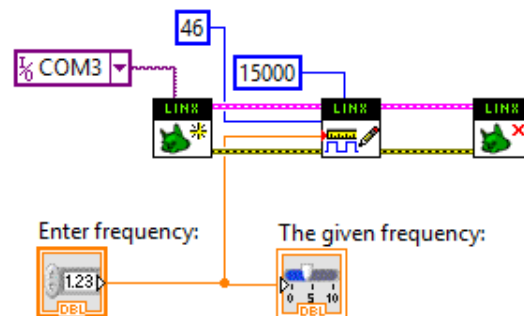 46
I/O COM3
15000
LINX
LINX
LINX
Enter frequency:
The given frequency:
1.23
DBL
0 5 10
DBL